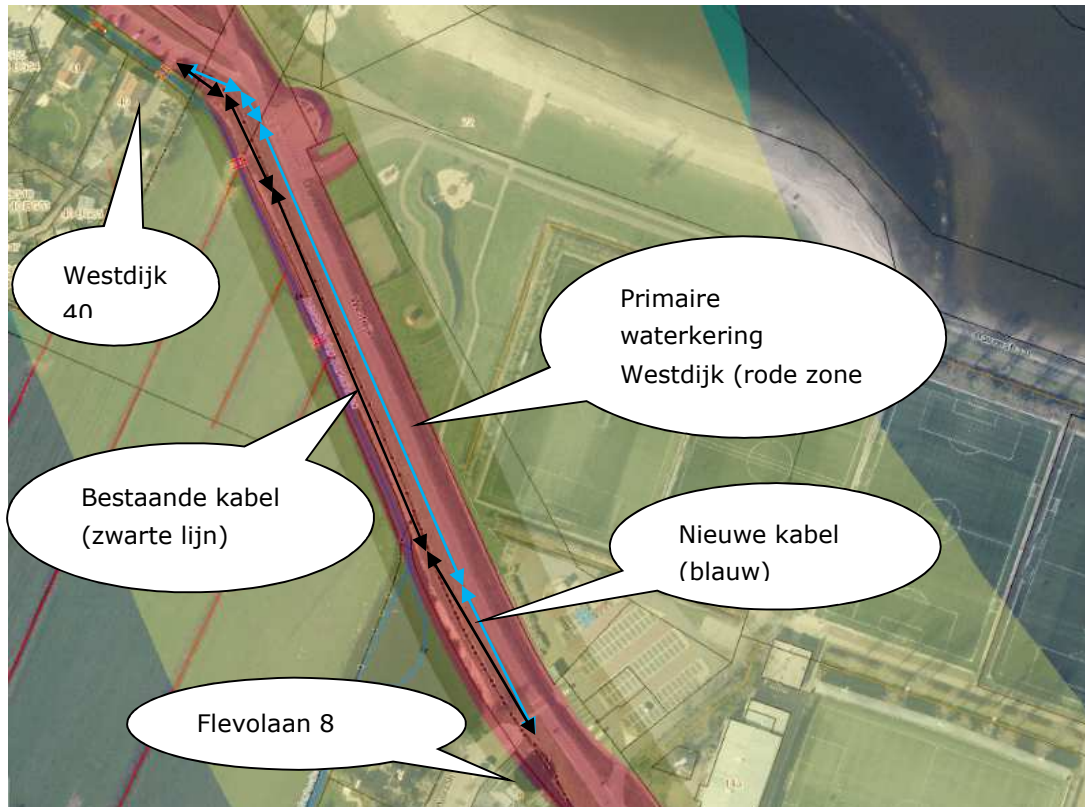 Westdijk
40
Primaire
waterkering
Westdijk (rode zone
Bestaande kabel
(zwarte lijn)
Nieuwe kabel
(blauw)
Flevolaan 8